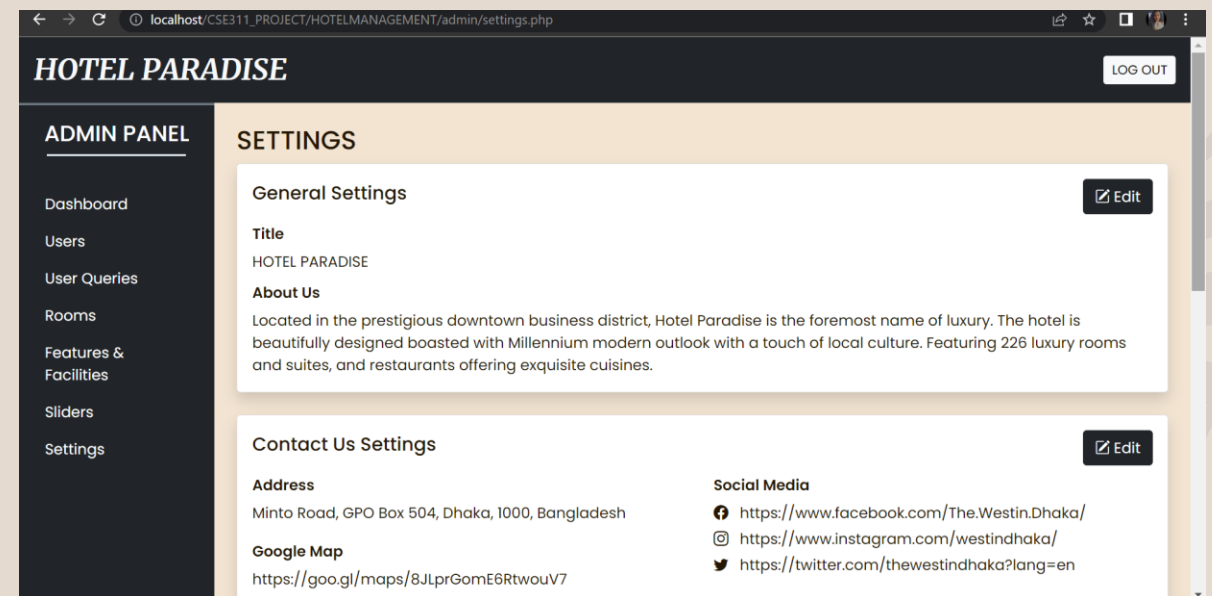 localhost/CSE311_PROJECT/HOTELMANAGEMENT/admin/settings.php
HOTEL PARADISE
LOG OUT
ADMIN PANEL
Dashboard
Users
User Queries
Rooms
Features &
Facilities
Sliders
Settings
SETTINGS
General Settings
Edit
Title
HOTEL PARADISE
About Us
Located in the prestigious downtown business district, Hotel Paradise is the foremost name of luxury. The hotel is
beautifully designed boasted with Millennium modern outlook with a touch of local culture. Featuring 226 luxury rooms
and suites, and restaurants offering exquisite cuisines.
Contact Us Settings
Edit
Address
Minto Road, GPO Box 504, Dhaka, 1000, Bangladesh
Google Map
https://goo.gl/maps/8JLprGomE6RtwouV7
Social Media
https://www.facebook.com/The.Westin.Dhaka/
https://www.instagram.com/westindhaka/
https://twitter.com/thewestindhaka?lang=en